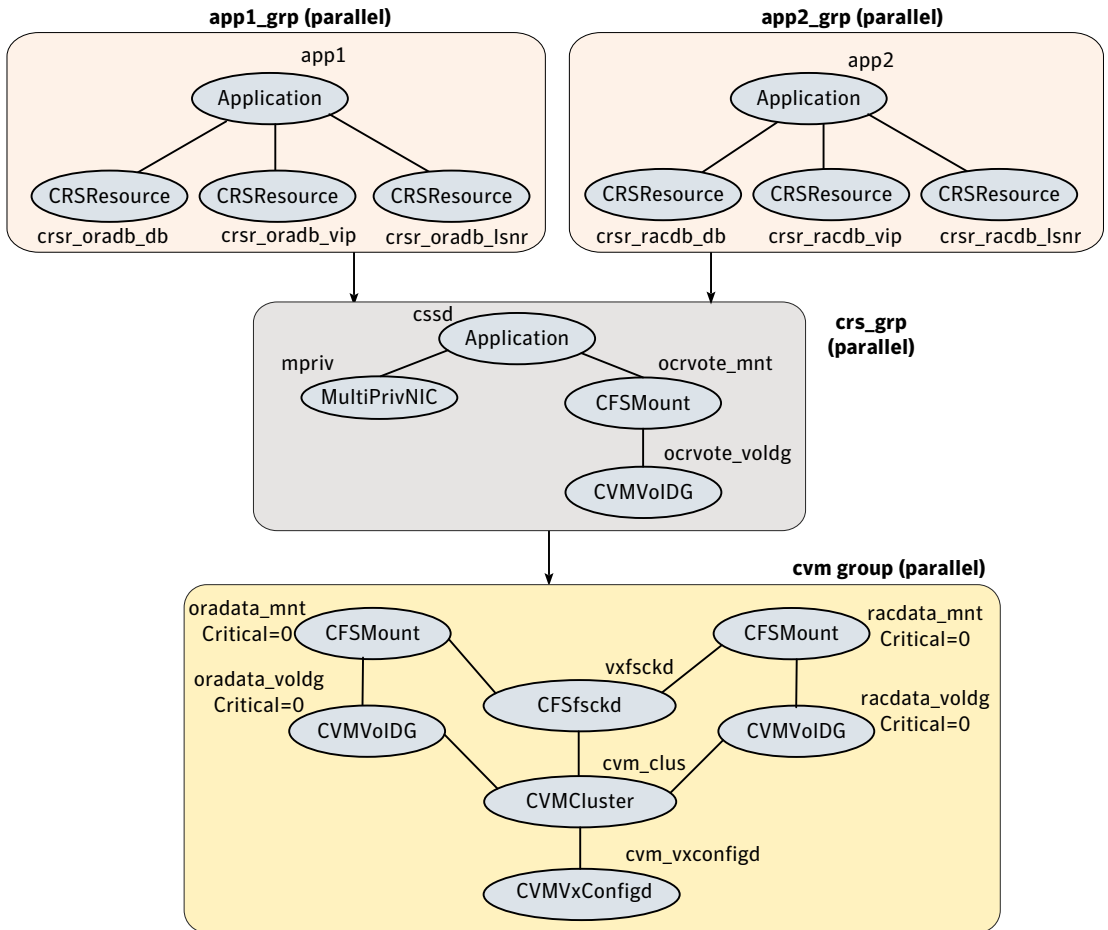 app1_grp (parallel)
app2_grp (parallel)
app1
Application
CRSResource
CRSResource
CRSResource
crsr_oradb_db
crsr_oradb_vip
crsr_oradb_lsnr
app2
Application
CRSResource
CRSResource
CRSResource
crsr_racdb_db
crsr_racdb_vip
crsr_racdb_lsnr
crs_grp
(parallel)
cssd
Application
mpriv
MultiPrivNIC
ocrvote_mnt
CFSMount
ocrvote_voldg
CVMVolDG
cvm group (parallel)
oradata_mnt
Critical=0
CFSMount
CFSMount
racdata_mnt
Critical=0
oradata_voldg
Critical=0
CVMVolDG
vxfsckd
CFSfsckd
racdata_voldg
Critical=0
CVMVolDG
cvm_clus
CVMCluster
cvm_vxconfigd
CVMVxConfigd